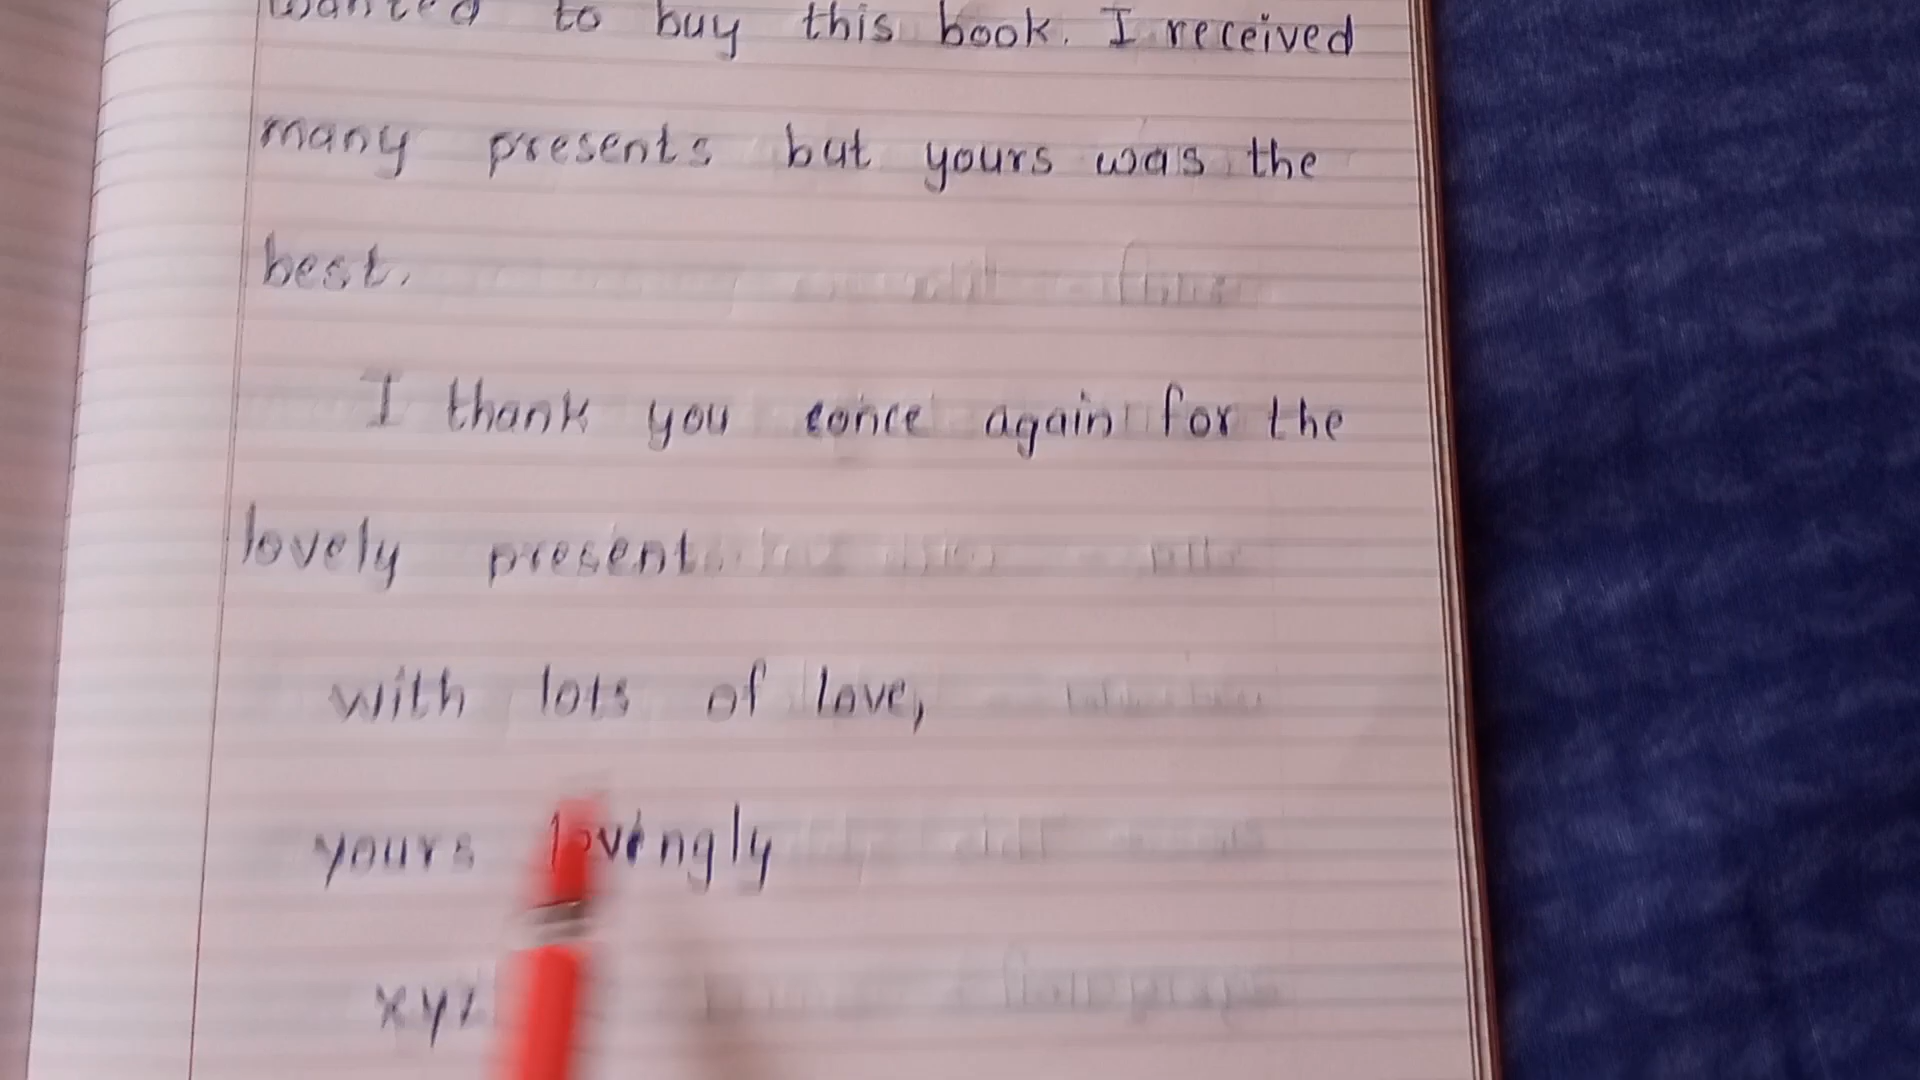 wanted to buy this book. I received
many presents but yours was the
best.
I thank you once again for the
lovely present.
with lots of love,
yours lovingly
xyz